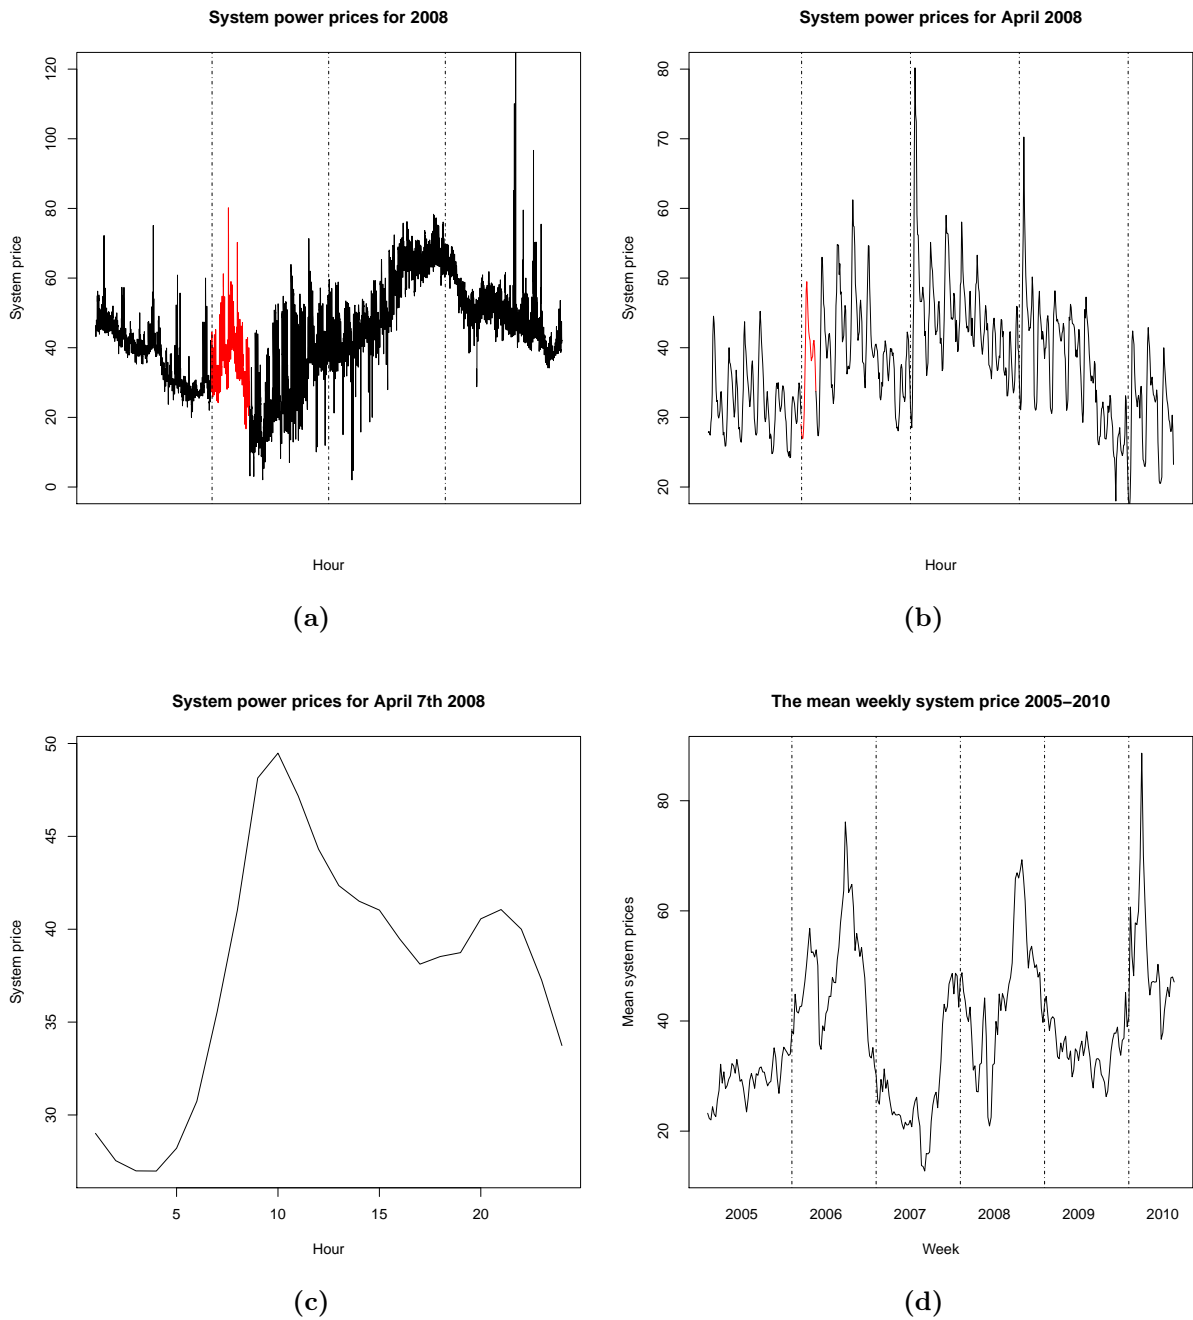 System power prices for 2008
System price
0 20 40 60 80 100 120
Hour
(a)
System power prices for April 2008
System price
20 30 40 50 60 70 80
Hour
(b)
System power prices for April 7th 2008
System price
30 35 40 45 50
5 10 15 20
Hour
(c)
The mean weekly system price 2005−2010
Mean system prices
20 40 60 80
2005 2006 2007 2008 2009 2010
Week
(d)